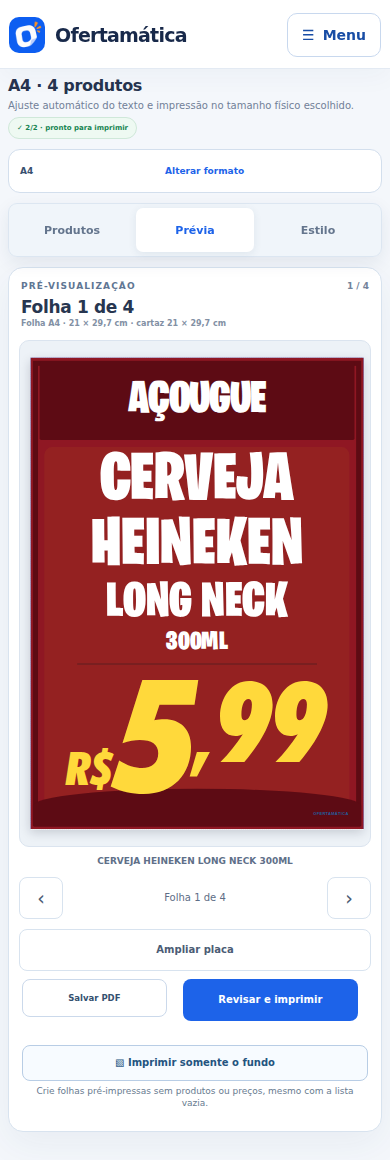 Ofertamática
☰ Menu
A4 · 4 produtos
Ajuste automático do texto e impressão no tamanho físico escolhido.
✓ 2/2 · pronto para imprimir
A4 Alterar formato
Produtos Prévia Estilo
PRÉ-VISUALIZAÇÃO 1 / 4
Folha 1 de 4
Folha A4 · 21 × 29,7 cm · cartaz 21 × 29,7 cm
AÇOUGUE
CERVEJA
HEINEKEN
LONG NECK
300ML
R$5,99
OFERTAMÁTICA
CERVEJA HEINEKEN LONG NECK 300ML
‹ Folha 1 de 4 ›
Ampliar placa
Salvar PDF Revisar e imprimir
▧ Imprimir somente o fundo
Crie folhas pré-impressas sem produtos ou preços, mesmo com a lista
vazia.